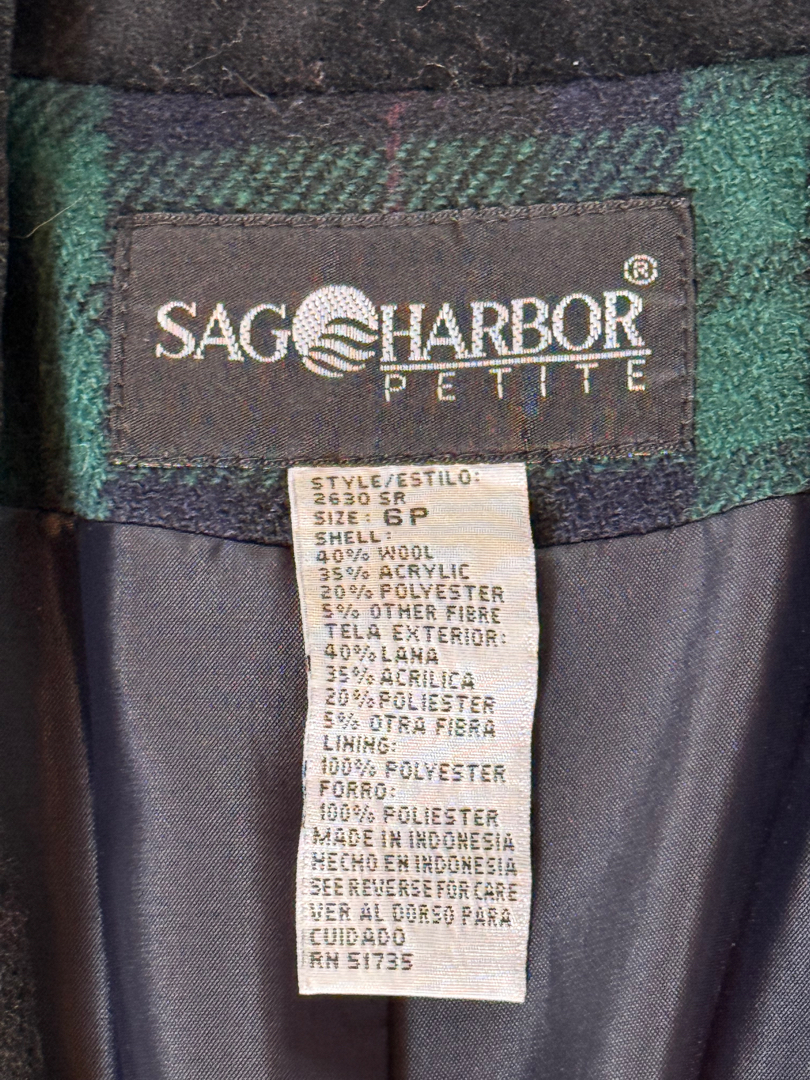 SAG HARBOR®
PETITE
STYLE/ESTILO:
2630 SR
SIZE: 6P
SHELL:
40% WOOL
35% ACRYLIC
20% POLYESTER
5% OTHER FIBRE
TELA EXTERIOR:
40% LANA
35% ACRILICA
20% POLIESTER
5% OTRA FIBRA
LINING:
100% POLYESTER
FORRO:
100% POLIESTER
MADE IN INDONESIA
HECHO EN INDONESIA
SEE REVERSE FOR CARE
VER AL DORSO PARA
CUIDADO
RN 51735